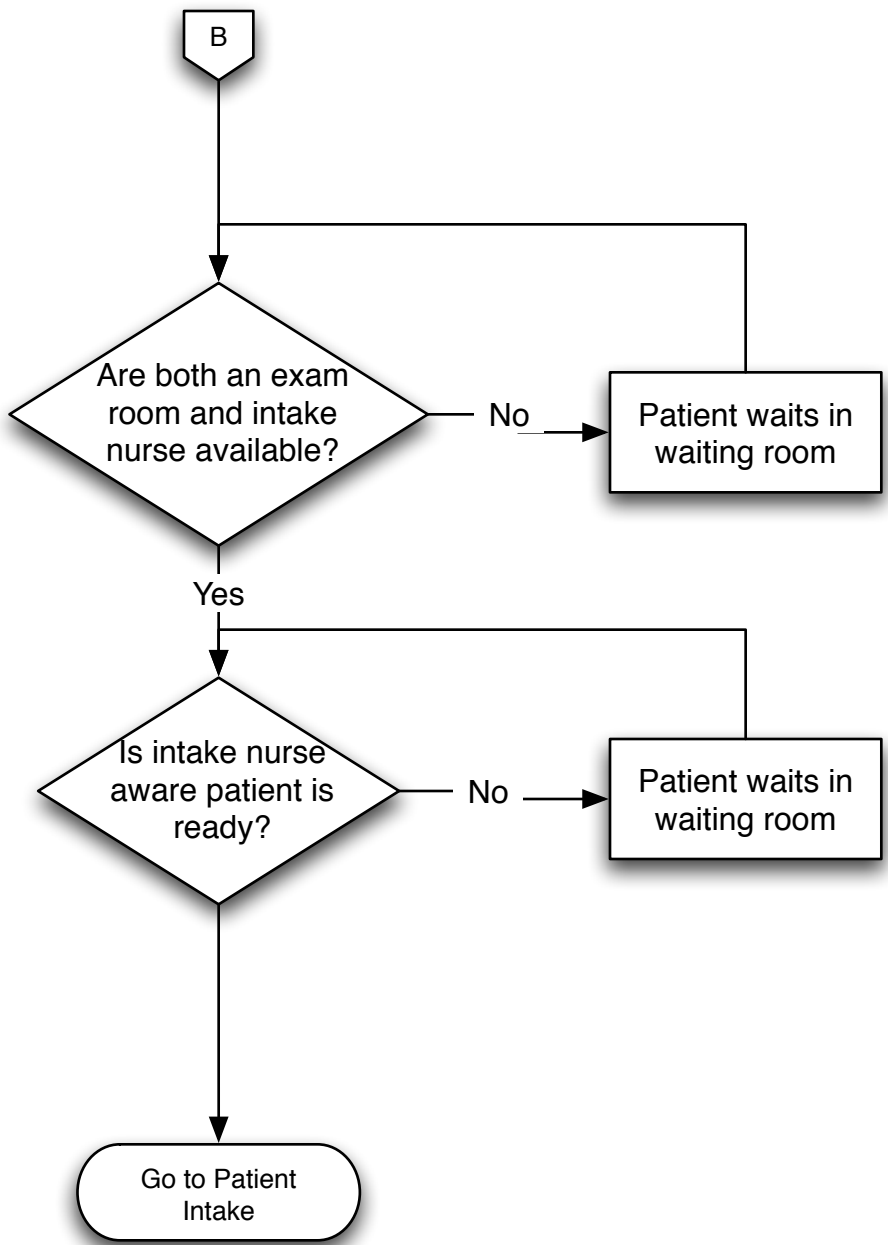 B
Are both an exam
room and intake
nurse available?
No
Patient waits in
waiting room
Yes
Is intake nurse
aware patient is
ready?
No
Patient waits in
waiting room
Go to Patient
Intake